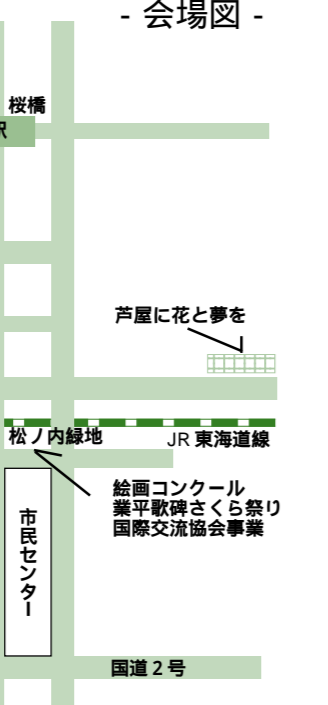 - 会場図 -
桜橋
駅
芦屋に花と夢を
松ノ内緑地
JR 東海道線
絵画コンクール
業平歌碑さくら祭り
国際交流協会事業
市民センター
国道２号